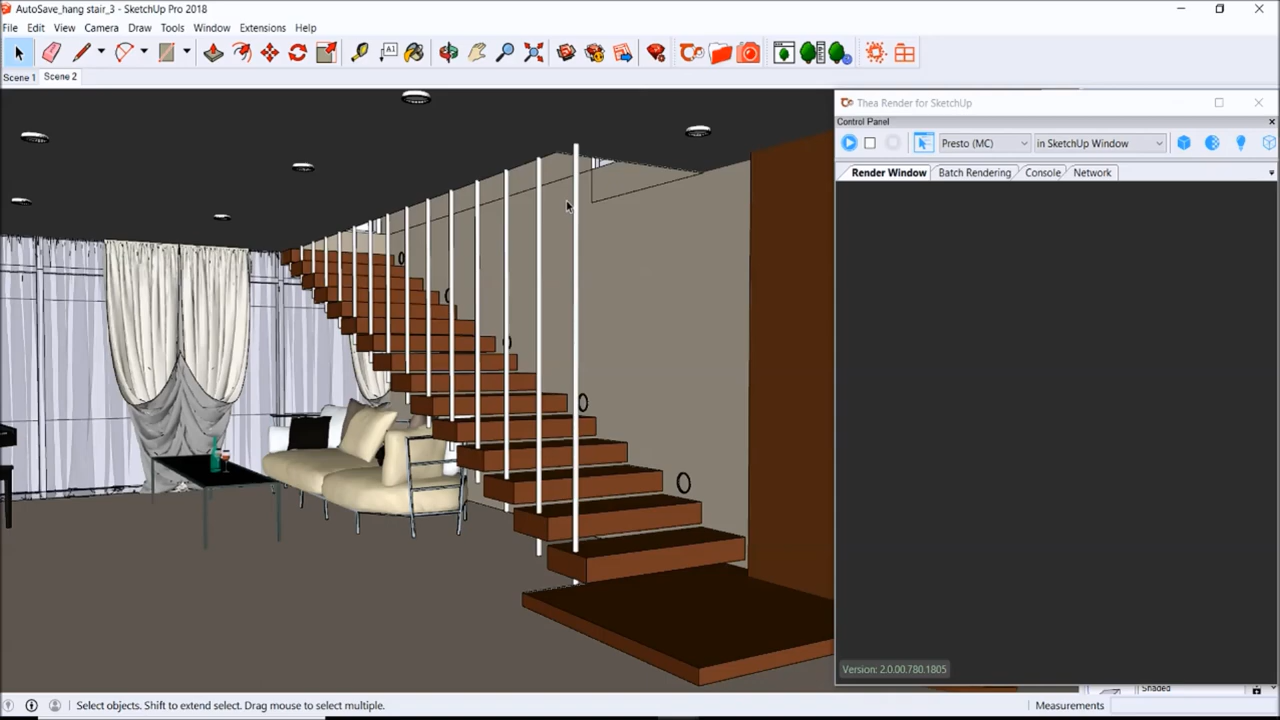 AutoSave_hang stair_3 - SketchUp Pro 2018
File Edit View Camera Draw Tools Window Extensions Help
A1
Scene 1 Scene 2
Thea Render for SketchUp
Control Panel
Presto (MC) in SketchUp Window
Render Window Batch Rendering Console Network
Version: 2.0.00.780.1805
Shaded
Select objects. Shift to extend select. Drag mouse to select multiple. Measurements